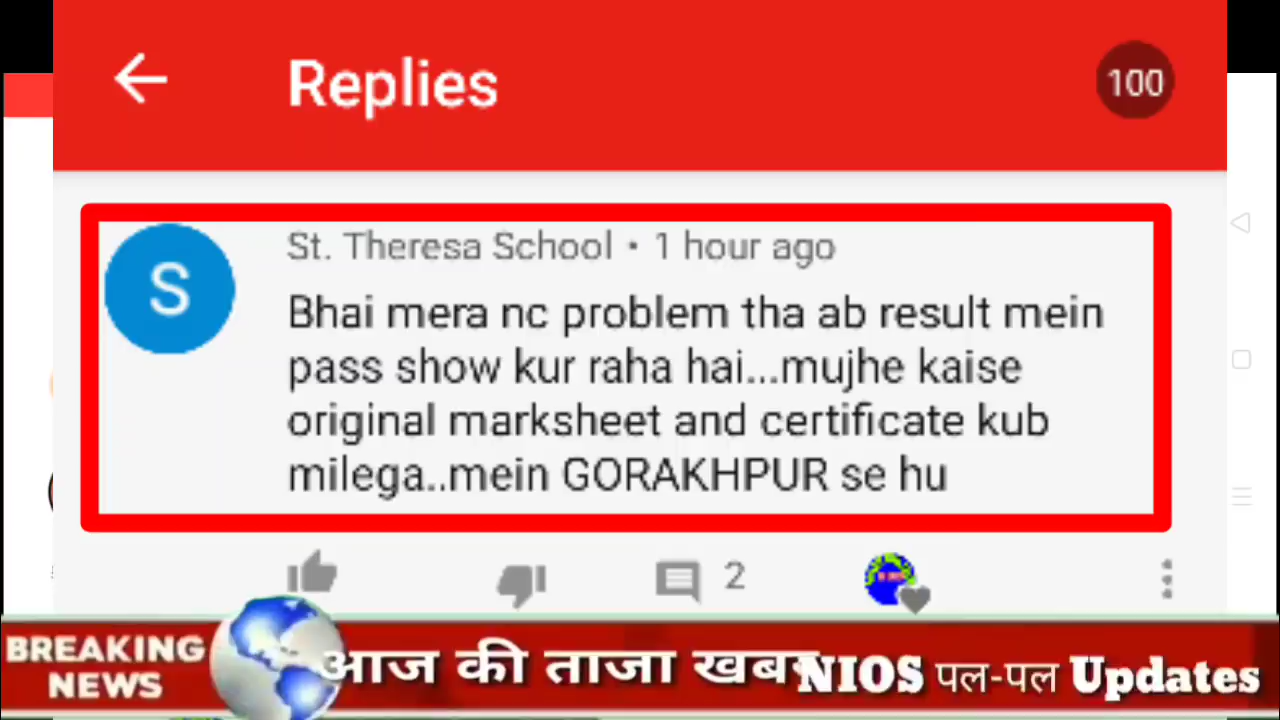 Replies
100
S
St. Theresa School • 1 hour ago
Bhai mera nc problem tha ab result mein
pass show kur raha hai...mujhe kaise
original marksheet and certificate kub
milega..mein GORAKHPUR se hu
2
BREAKING
NEWS
आज की ताजा खबर
NIOS पल-पल Updates